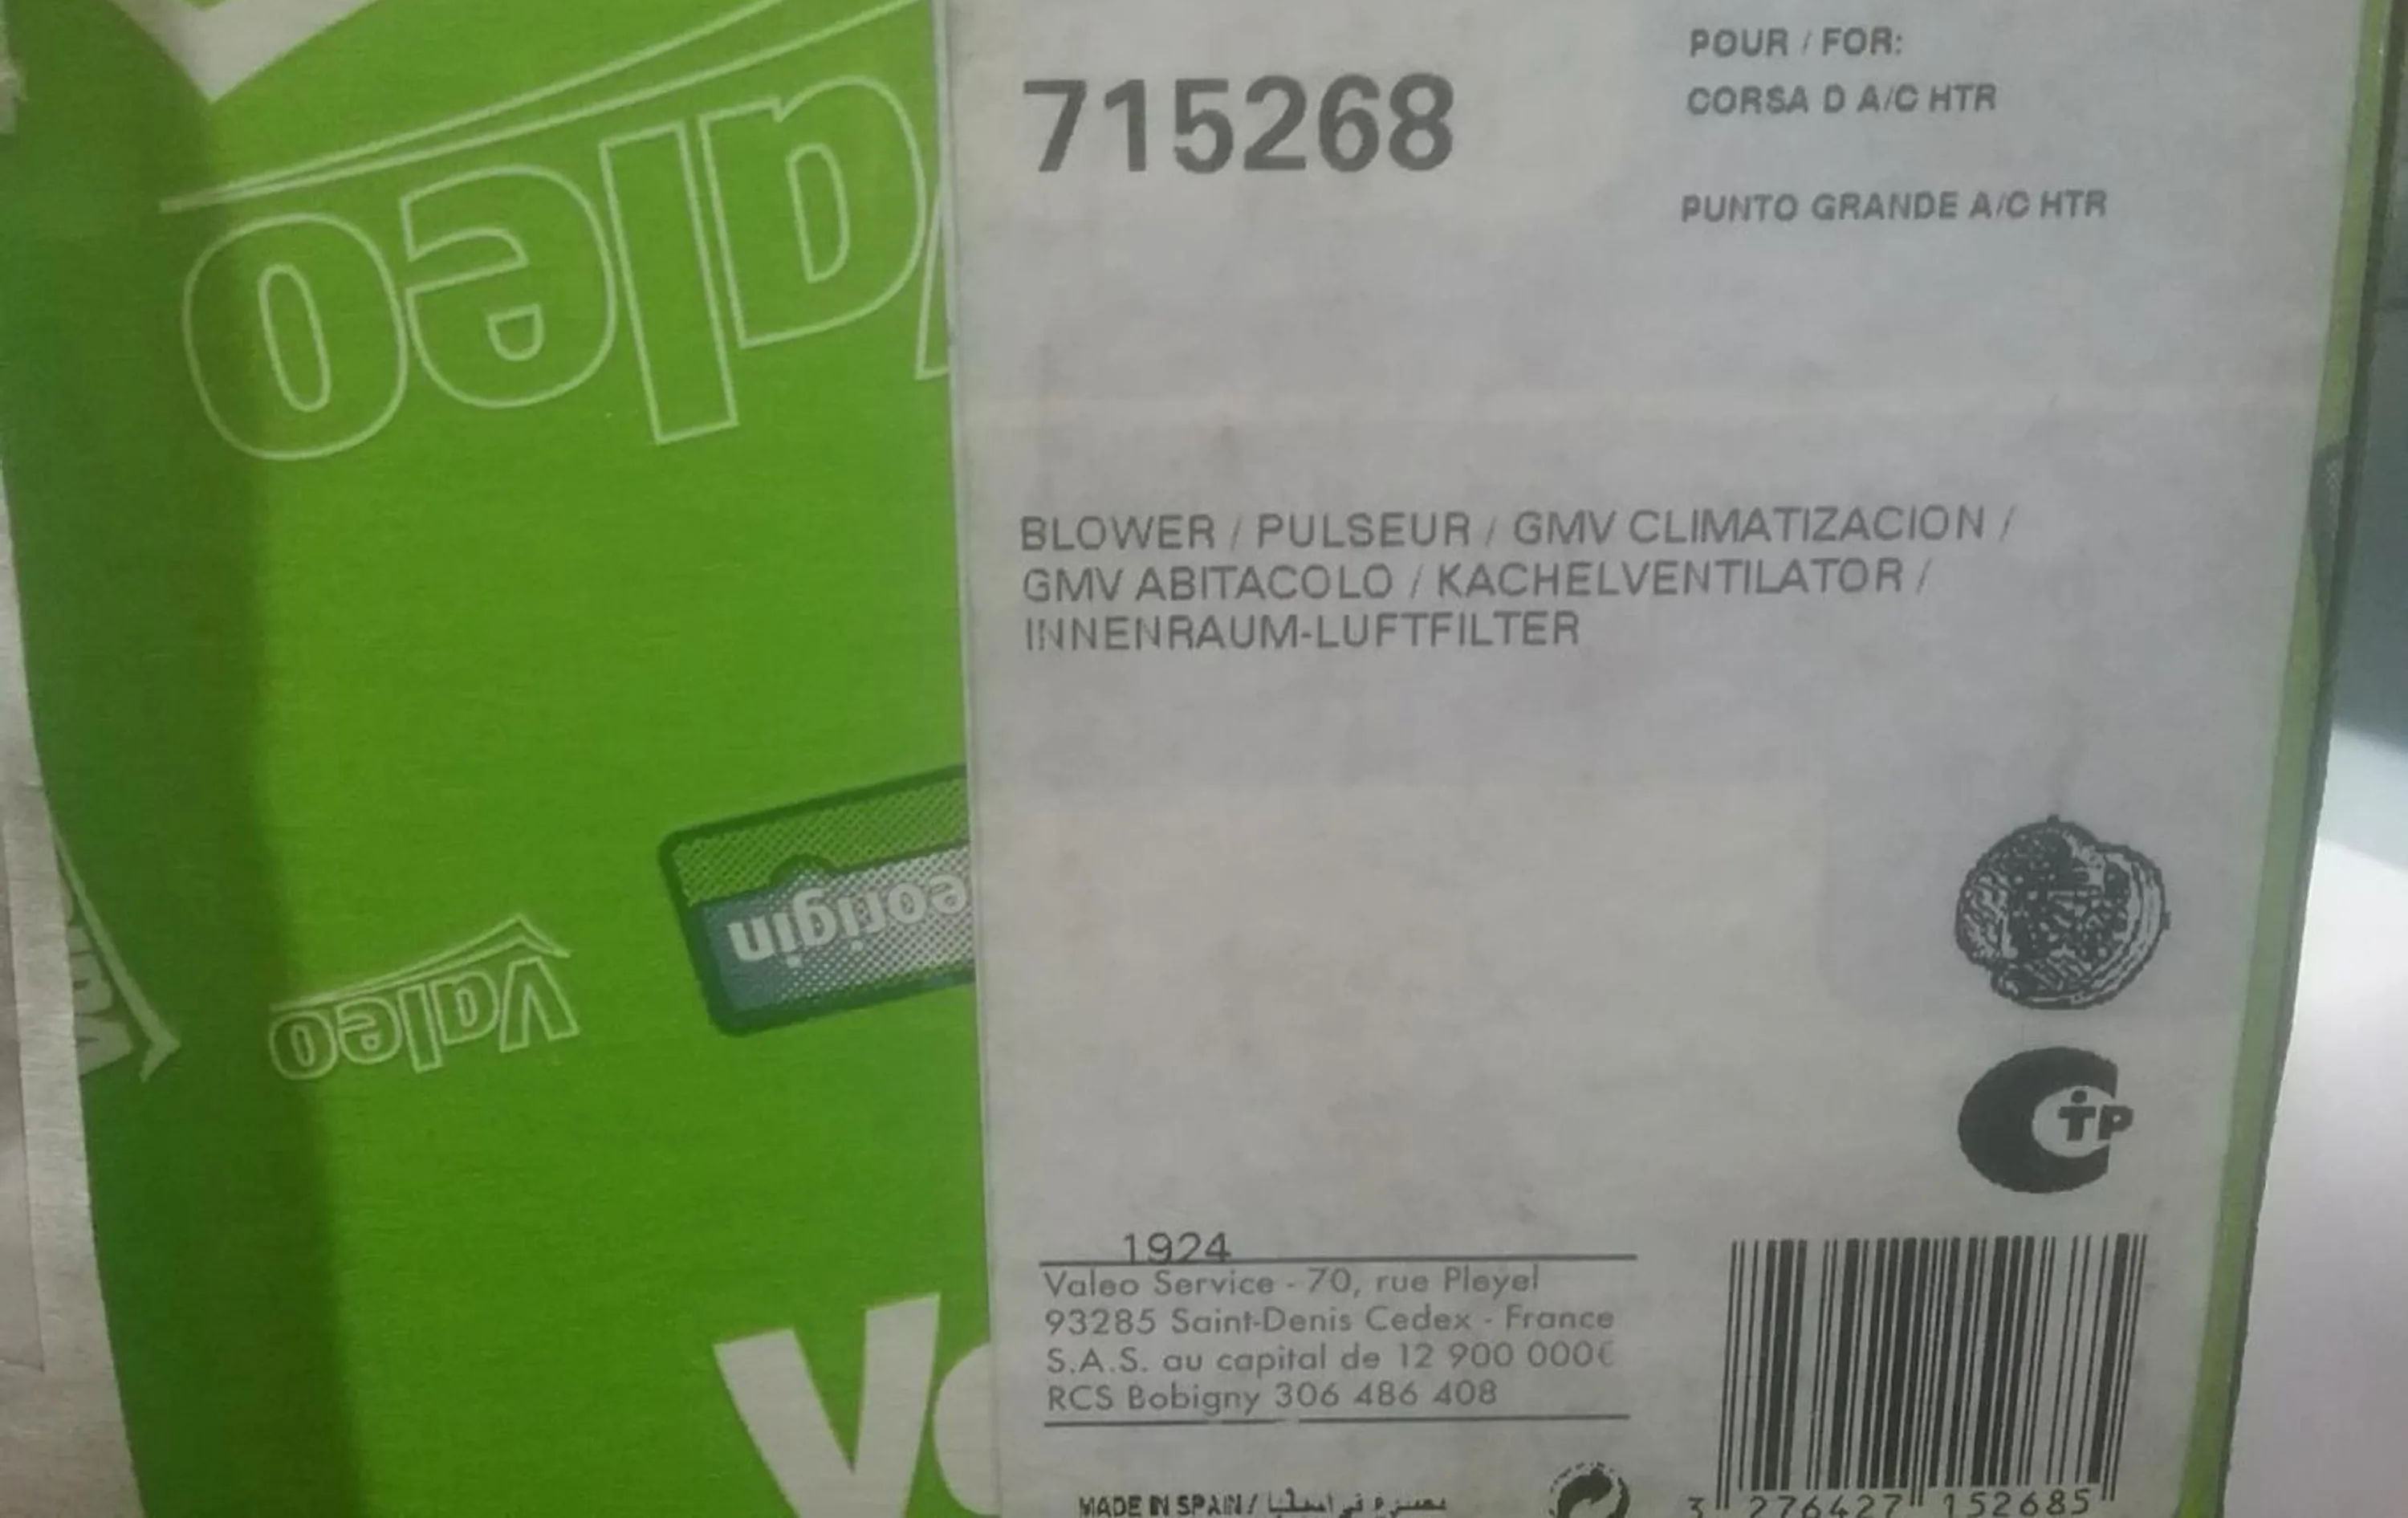 Valeo
715268
POUR / FOR:
CORSA D A/C HTR
PUNTO GRANDE A/C HTR
BLOWER / PULSEUR / GMV CLIMATIZACION /
GMV ABITACOLO / KACHELVENTILATOR /
INNENRAUM-LUFTFILTER
eorigin
Valeo
CTP
1924
Valeo Service - 70, rue Pleyel
93285 Saint-Denis Cedex - France
S.A.S. au capital de 12 900 000€
RCS Bobigny 306 486 408
MADE IN SPAIN /
3 276427 152685